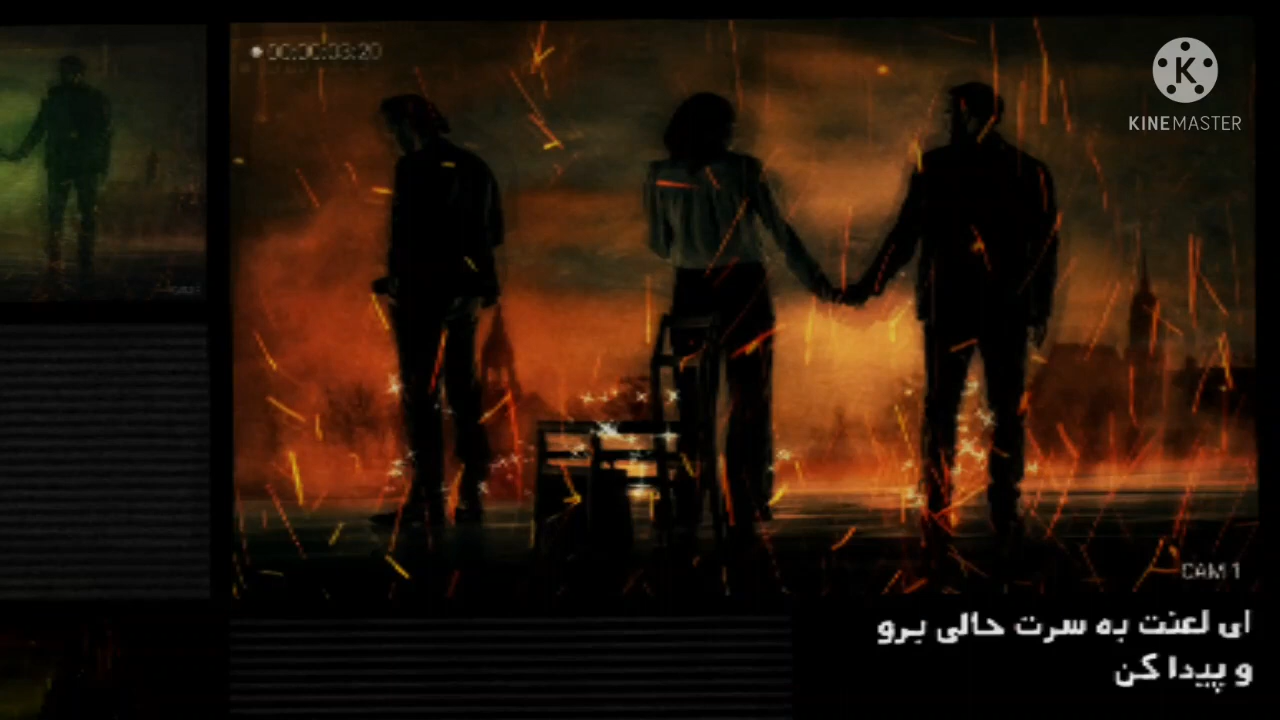 00:00:03:20
KINEMASTER
CAM 1
ای لعنت به سرت حالی برو
و پیدا کن